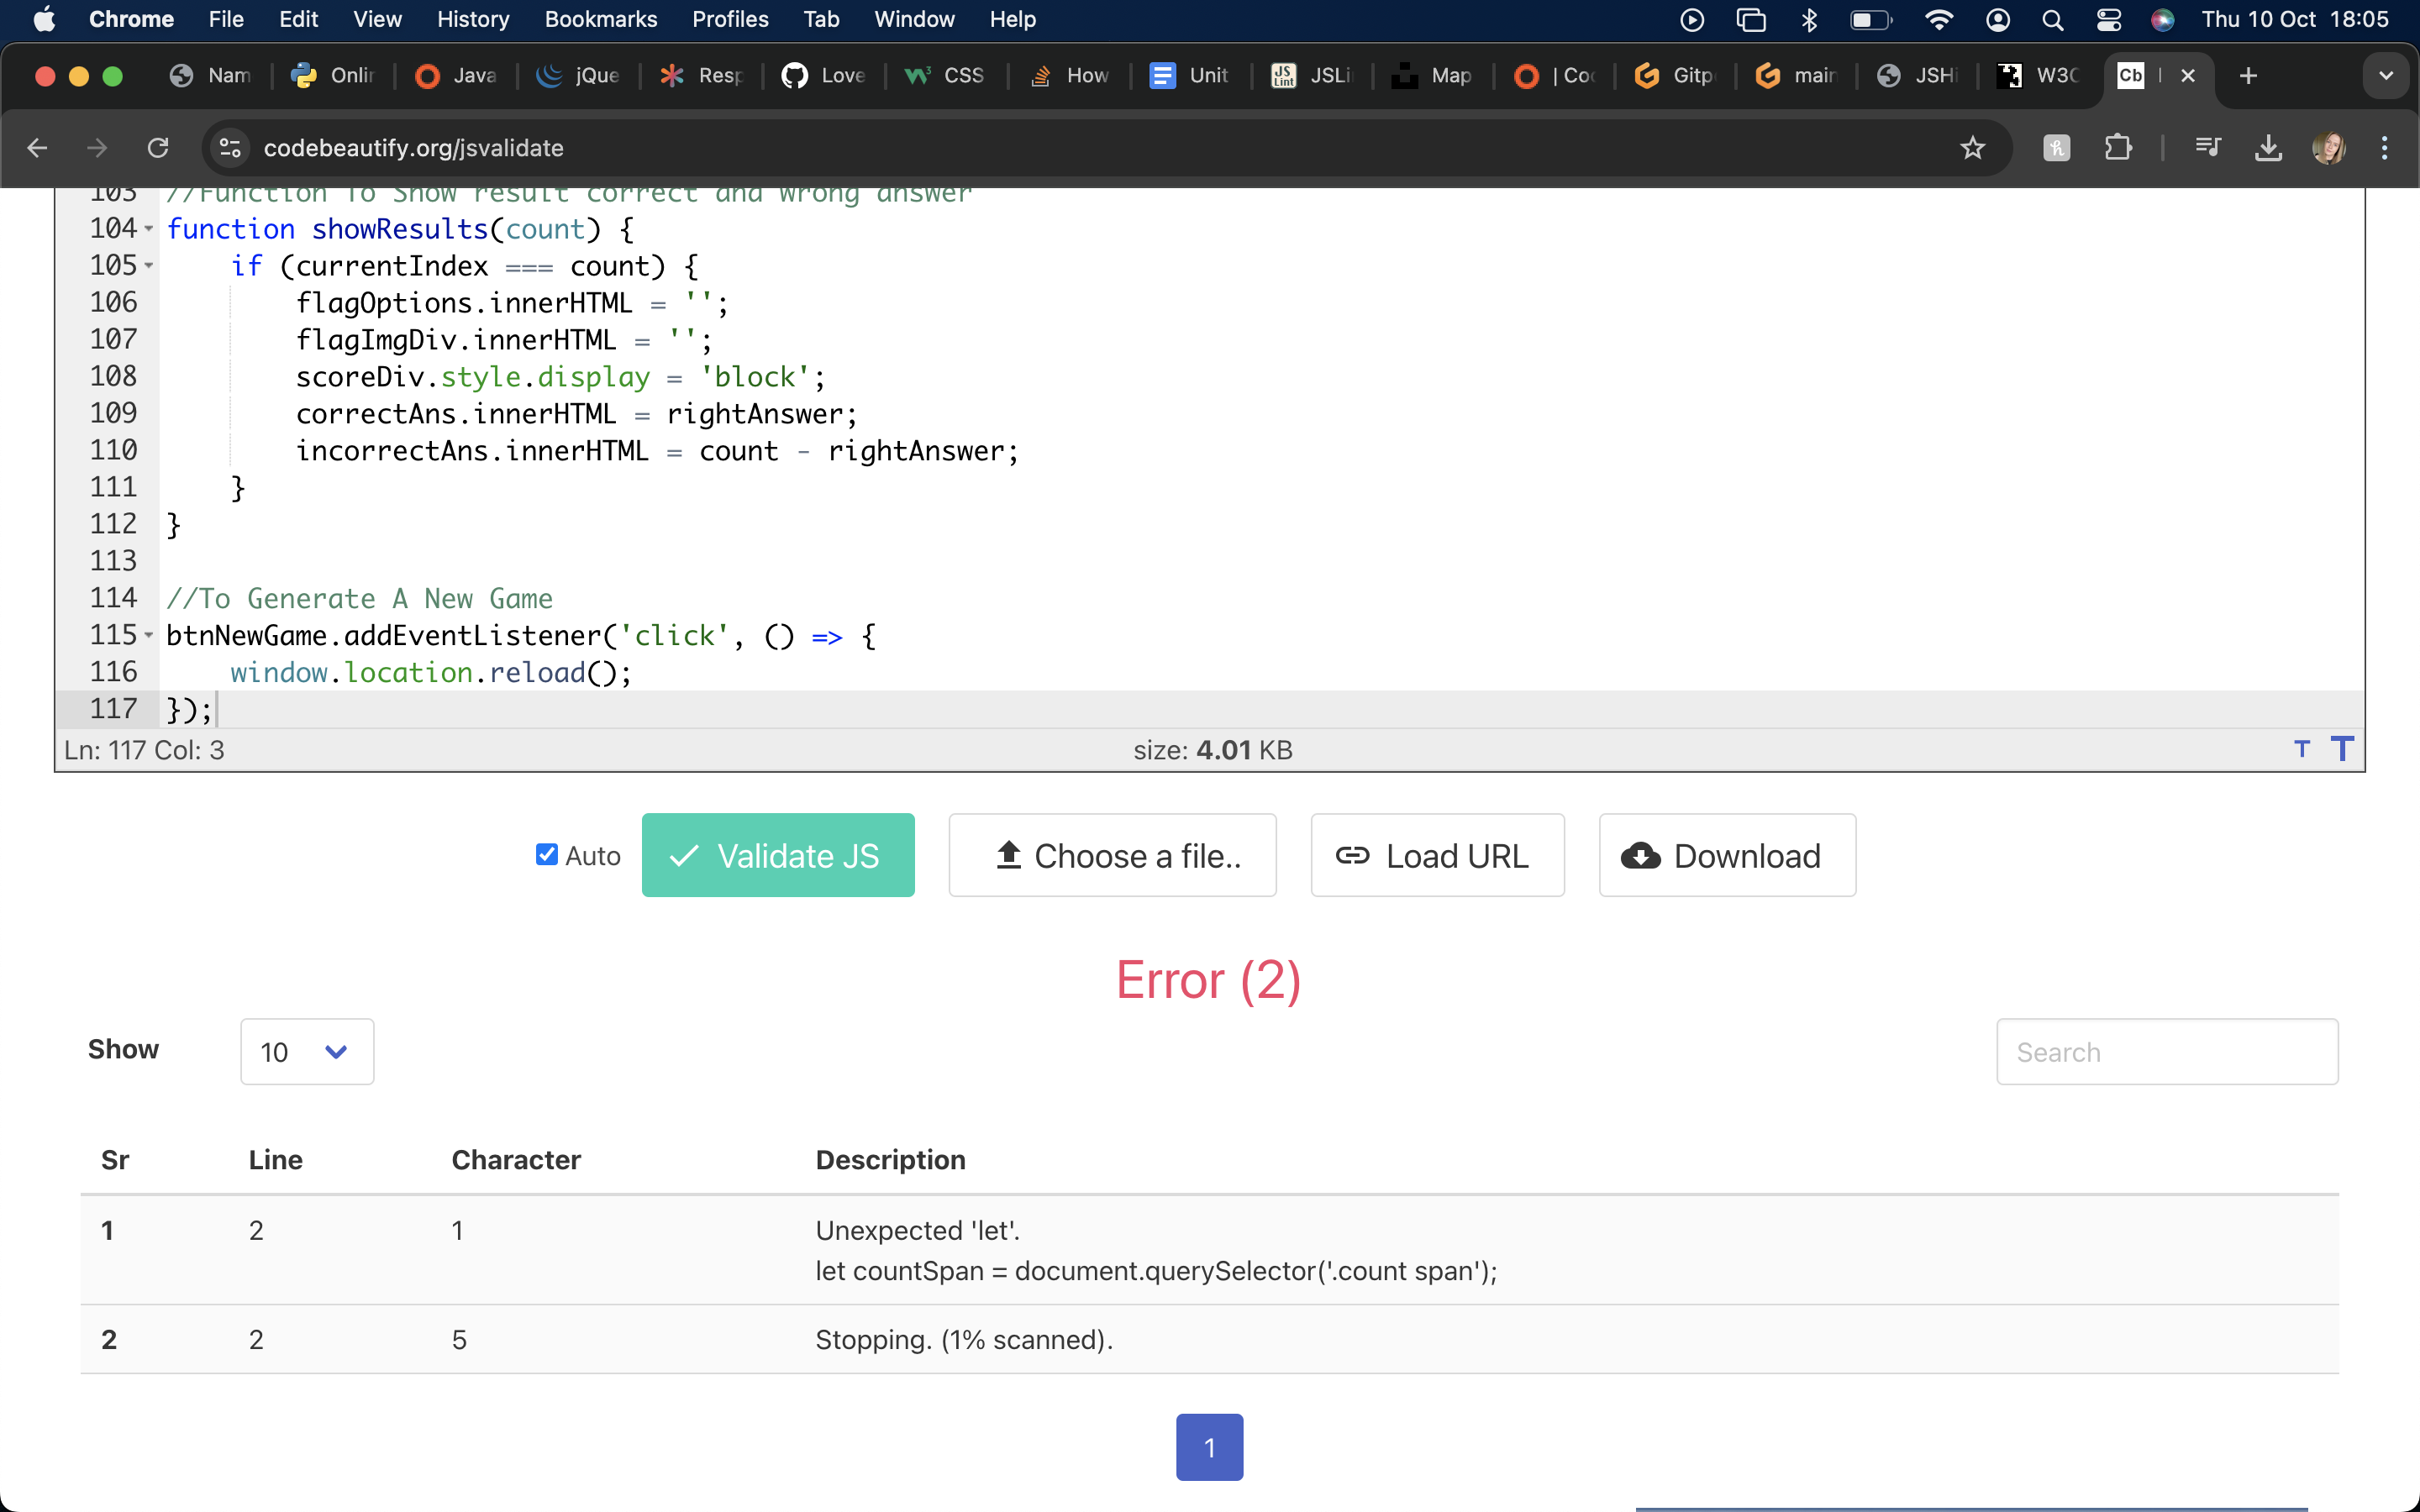 Chrome File Edit View History Bookmarks Profiles Tab Window Help Thu 10 Oct 18:05
Nam Onlin Java jQue Resp Love CSS How Unit JSLi Map | Coc Gitp main JSHi W3C Cb
codebeautify.org/jsvalidate
103 //Function To Show result correct and Wrong answer
104 function showResults(count) {
105 if (currentIndex === count) {
106 flagOptions.innerHTML = '';
107 flagImgDiv.innerHTML = '';
108 scoreDiv.style.display = 'block';
109 correctAns.innerHTML = rightAnswer;
110 incorrectAns.innerHTML = count - rightAnswer;
111 }
112 }
113
114 //To Generate A New Game
115 btnNewGame.addEventListener('click', () => {
116 window.location.reload();
117 });
Ln: 117 Col: 3 size: 4.01 KB T T
Auto Validate JS Choose a file.. Load URL Download
Error (2)
Show 10 Search
Sr Line Character Description
1 2 1 Unexpected 'let'.
let countSpan = document.querySelector('.count span');
2 2 5 Stopping. (1% scanned).
1